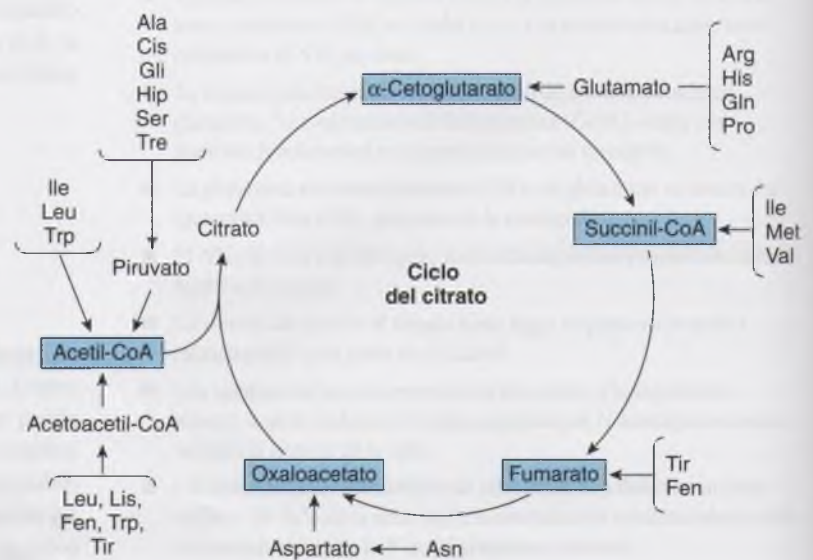 Ala
Cis
Gli
Hip
Ser
Tre
Ile
Leu
Trp
Piruvato
Citrato
α-Cetoglutarato
Glutamato
Arg
His
Gln
Pro
Succinil-CoA
Ile
Met
Val
Ciclo
del citrato
Acetil-CoA
Acetoacetil-CoA
Leu, Lis,
Fen, Trp,
Tir
Oxaloacetato
Fumarato
Tir
Fen
Aspartato
Asn